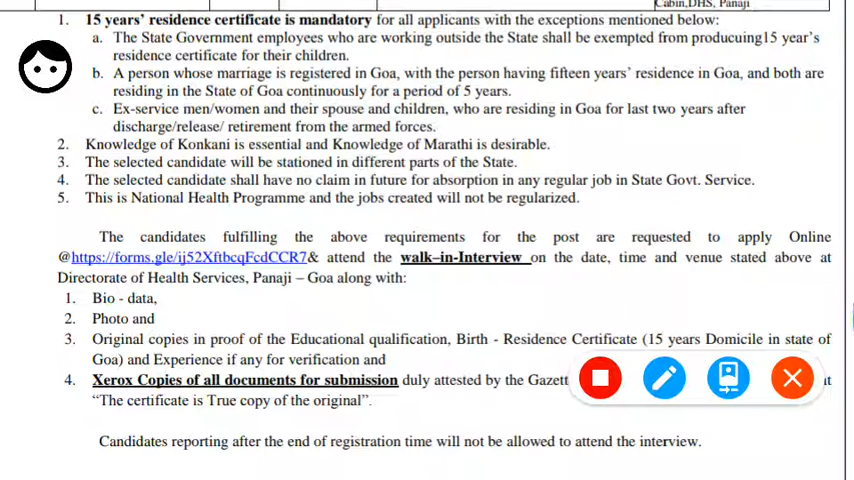 Cabin,DHS, Panaji
1. 15 years' residence certificate is mandatory for all applicants with the exceptions mentioned below:
a. The State Government employees who are working outside the State shall be exempted from producuing15 year's
residence certificate for their children.
b. A person whose marriage is registered in Goa, with the person having fifteen years' residence in Goa, and both are
residing in the State of Goa continuously for a period of 5 years.
c. Ex-service men/women and their spouse and children, who are residing in Goa for last two years after
discharge/release/ retirement from the armed forces.
2. Knowledge of Konkani is essential and Knowledge of Marathi is desirable.
3. The selected candidate will be stationed in different parts of the State.
4. The selected candidate shall have no claim in future for absorption in any regular job in State Govt. Service.
5. This is National Health Programme and the jobs created will not be regularized.
The candidates fulfilling the above requirements for the post are requested to apply Online
@https://forms.gle/ij52XftbcqFcdCCR7& attend the walk–in-Interview on the date, time and venue stated above at
Directorate of Health Services, Panaji – Goa along with:
1. Bio - data,
2. Photo and
3. Original copies in proof of the Educational qualification, Birth - Residence Certificate (15 years Domicile in state of
Goa) and Experience if any for verification and
4. Xerox Copies of all documents for submission duly attested by the Gazett
"The certificate is True copy of the original".
Candidates reporting after the end of registration time will not be allowed to attend the interview.